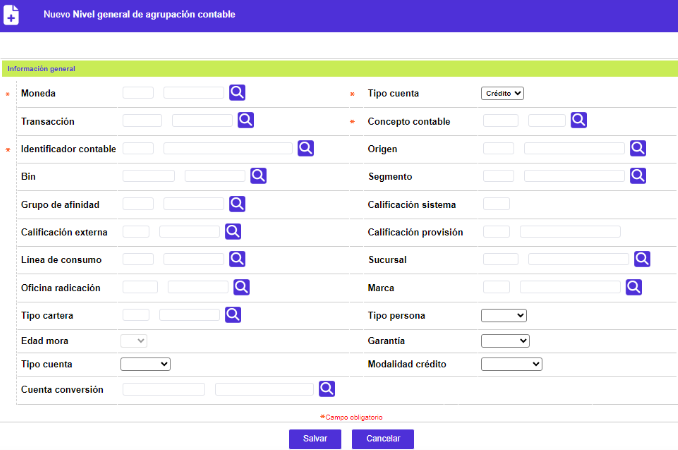 Nuevo Nivel general de agrupación contable
Información general
* Moneda * Tipo cuenta Crédito
Transacción * Concepto contable
* Identificador contable Origen
Bin Segmento
Grupo de afinidad Calificación sistema
Calificación externa Calificación provisión
Línea de consumo Sucursal
Oficina radicación Marca
Tipo cartera Tipo persona
Edad mora Garantía
Tipo cuenta Modalidad crédito
Cuenta conversión
*Campo obligatorio
Salvar Cancelar